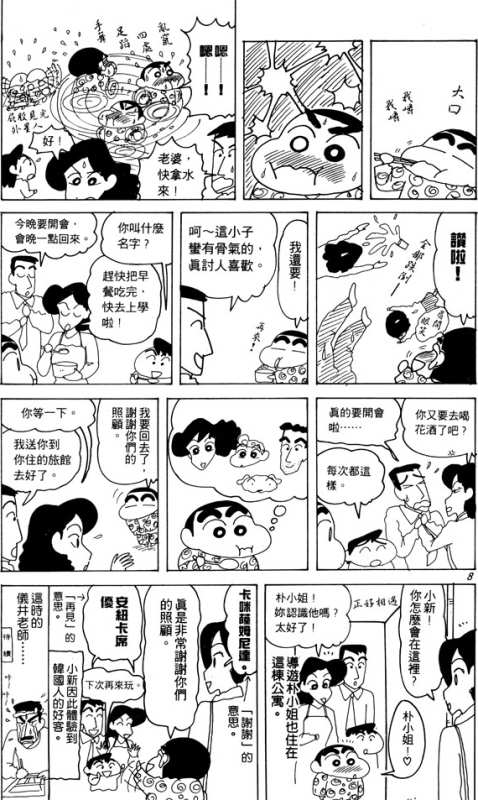 大口
我嚼
我嚼
嗯
——
！
嗯
——
！
亂竄
四處
足蹈
手舞
屁股見光
外星人
好！
老婆，
快拿水
來！
讚啦！
全部跌倒！
我還要！
再來！
呵～這小子
蠻有骨氣的，
真討人喜歡。
你叫什麼
名字？
今晚要開會，
會晚一點回來。
趕快把早
餐吃完，
快去上學
啦！
你又要去喝
花酒了吧？
真的要開會
啦……
每次都這
樣。
我要回去了，
謝謝你們的
照顧。
你等一下。
我送你到
你住的旅館
去好了。
8
小新！
你怎麼會在這裡？
朴小姐！♡
正好相遇
朴小姐！
妳認識他嗎？
太好了！
導遊朴小姐也住在
這棟公寓。
卡咪薩姆尼達。
「謝謝」的
意思。
真是非常謝謝你們
的照顧。
安紐卡席
優
「再見」的
意思。
下次再來玩。
小新因此體驗到
韓國人的好客。
這時的
儀井老師……
待續